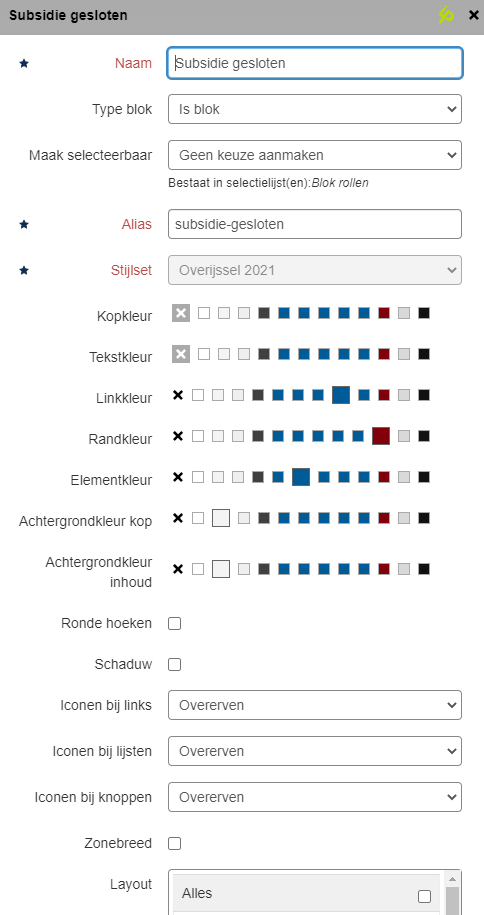 Subsidie gesloten
Naam Subsidie gesloten
Type blok Is blok
Maak selecteerbaar Geen keuze aanmaken
Bestaat in selectielijst(en):Blok rollen
Alias subsidie-gesloten
Stijlset Overijssel 2021
Kopkleur
Tekstkleur
Linkkleur
Randkleur
Elementkleur
Achtergrondkleur kop
Achtergrondkleur
inhoud
Ronde hoeken
Schaduw
Iconen bij links Overerven
Iconen bij lijsten Overerven
Iconen bij knoppen Overerven
Zonebreed
Layout Alles